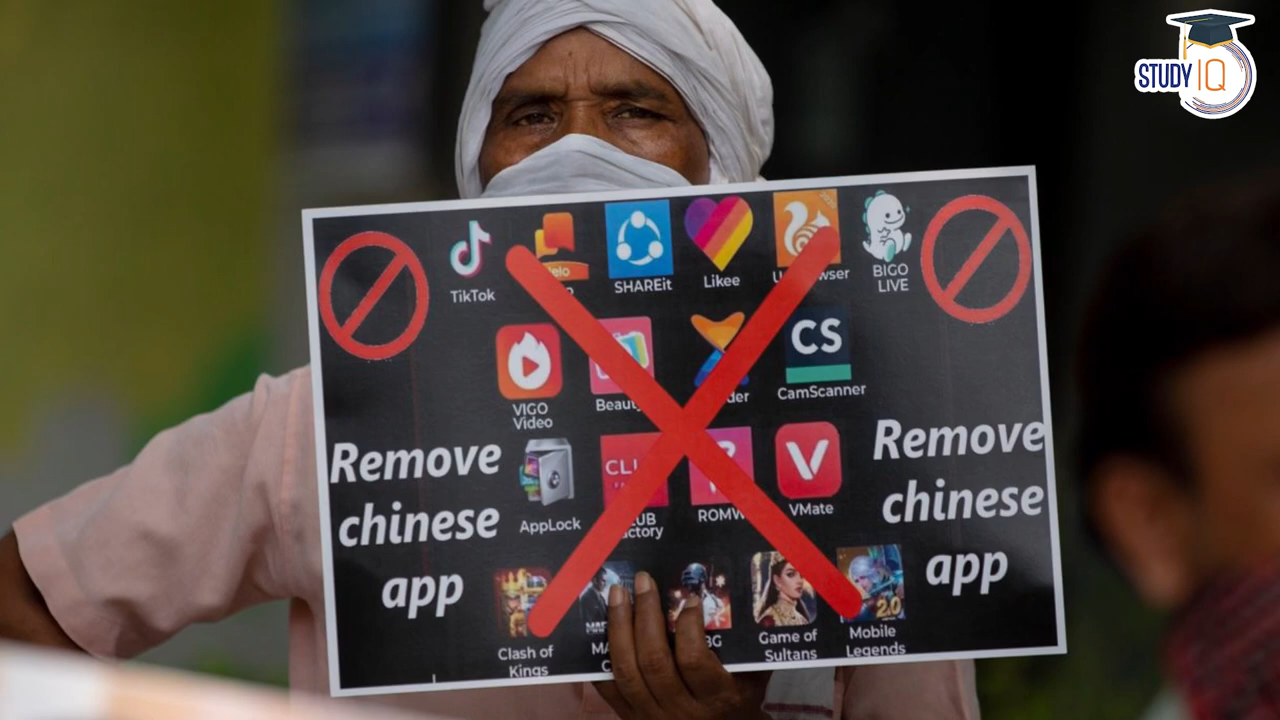 STUDY IQ
TikTok
SHAREit
Likee
BIGO
LIVE
VIGO
Video
CS
CamScanner
Remove
chinese
app
AppLock
VMate
Remove
chinese
app
Clash of
Kings
Game of
Sultans
2.0
Mobile
Legends